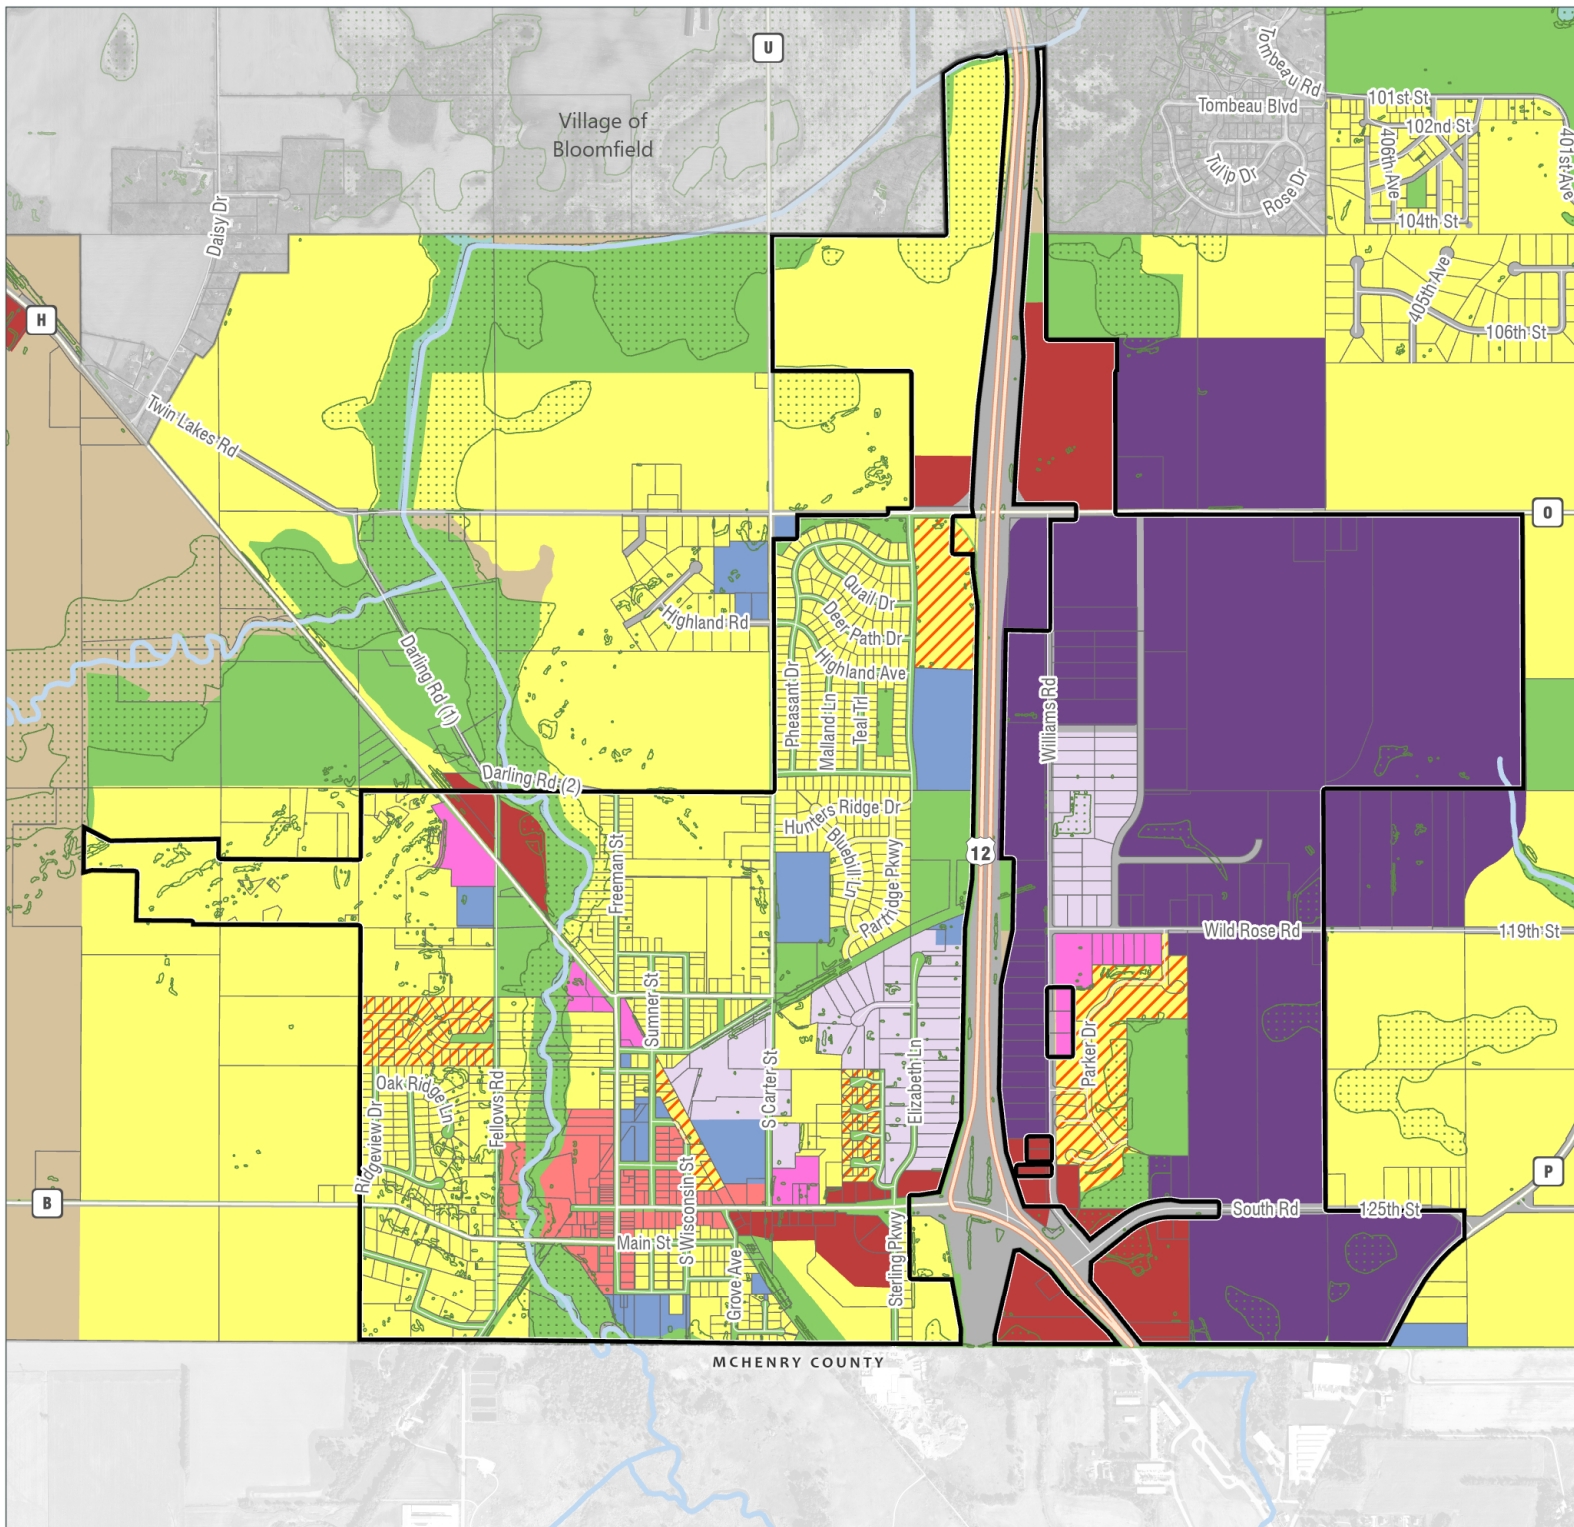 U
Tombeau Rd
101st St
Tombeau Blvd
Village of
Bloomfield
102nd St
406th Ave
401st Ave
Tulip Dr
Rose Dr
104th St
Daisy Dr
405th Ave
H
106th St
Twin Lakes Rd
O
Quail Dr
Deer Path Dr
Highland Rd
Highland Ave
Darling Rd (1)
Pheasant Dr
Malland Ln
Teal Trl
Williams Rd
Darling Rd (2)
Hunters Ridge Dr
Bluebill Ln
Partridge Pkwy
12
Freeman St
Wild Rose Rd
119th St
Sumner St
Parker Dr
Oak Ridge Ln
Fellows Rd
S Carter St
Elizabeth Ln
Ridgeview Dr
P
S Wisconsin St
B
South Rd
125th St
Main St
Grove Ave
Sterling Pkwy
MCHENRY COUNTY